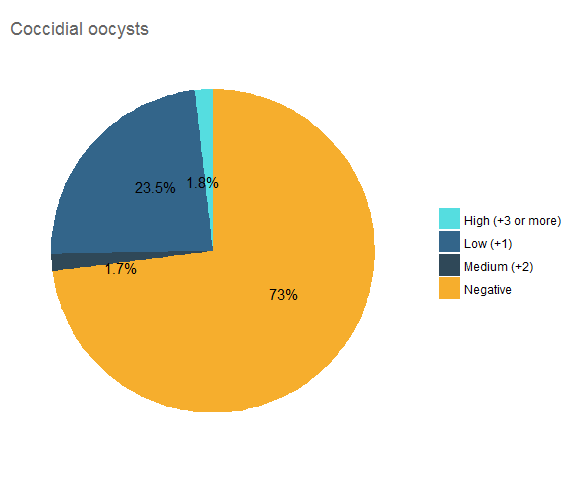 Coccidial oocysts
23.5%
1.8%
1.7%
73%
High (+3 or more)
Low (+1)
Medium (+2)
Negative